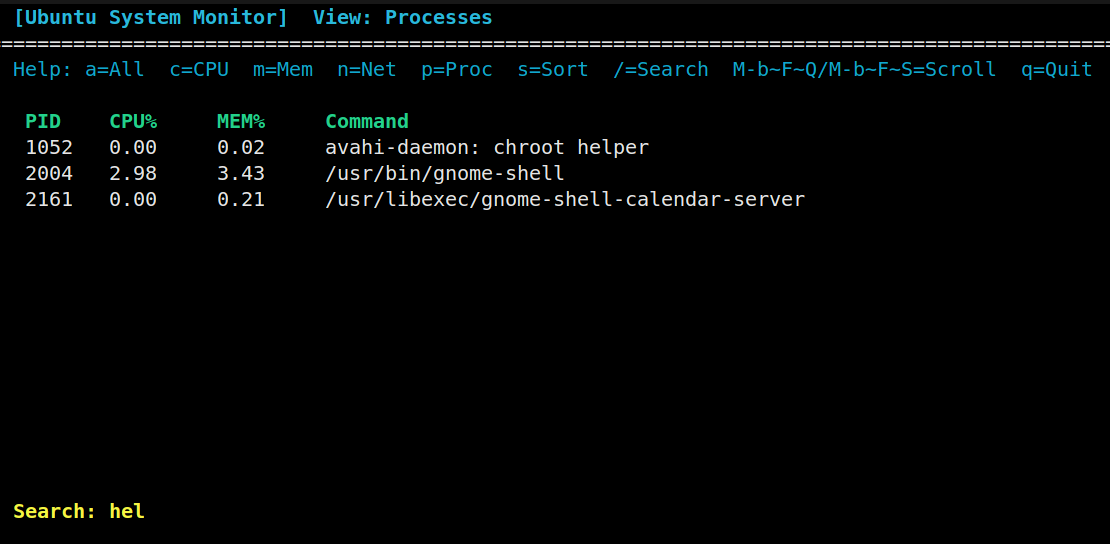 [Ubuntu System Monitor]  View: Processes
=============================================================================================
Help: a=All  c=CPU  m=Mem  n=Net  p=Proc  s=Sort  /=Search  M-b~F~Q/M-b~F~S=Scroll  q=Quit
PID    CPU%     MEM%     Command
1052   0.00     0.02     avahi-daemon: chroot helper
2004   2.98     3.43     /usr/bin/gnome-shell
2161   0.00     0.21     /usr/libexec/gnome-shell-calendar-server
Search: hel